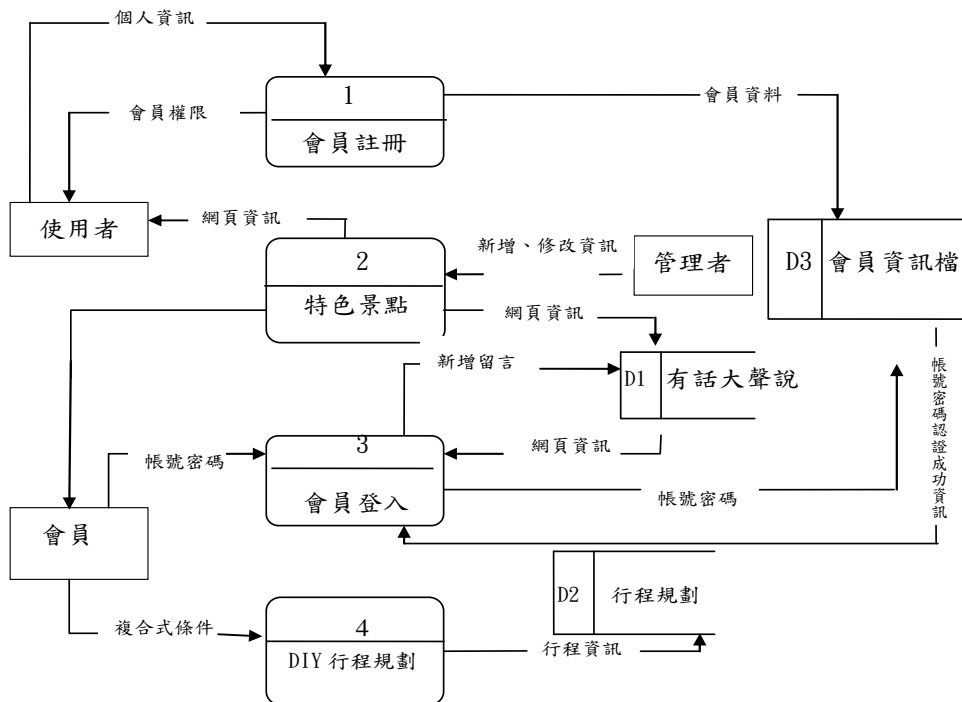 個人資訊
1
會員註冊
會員權限
會員資料
使用者
網頁資訊
2
特色景點
新增、修改資訊
管理者
D3 會員資訊檔
網頁資訊
新增留言
D1 有話大聲說
帳號密碼認證成功資訊
3
會員登入
帳號密碼
網頁資訊
帳號密碼
會員
D2 行程規劃
複合式條件
4
DIY 行程規劃
行程資訊